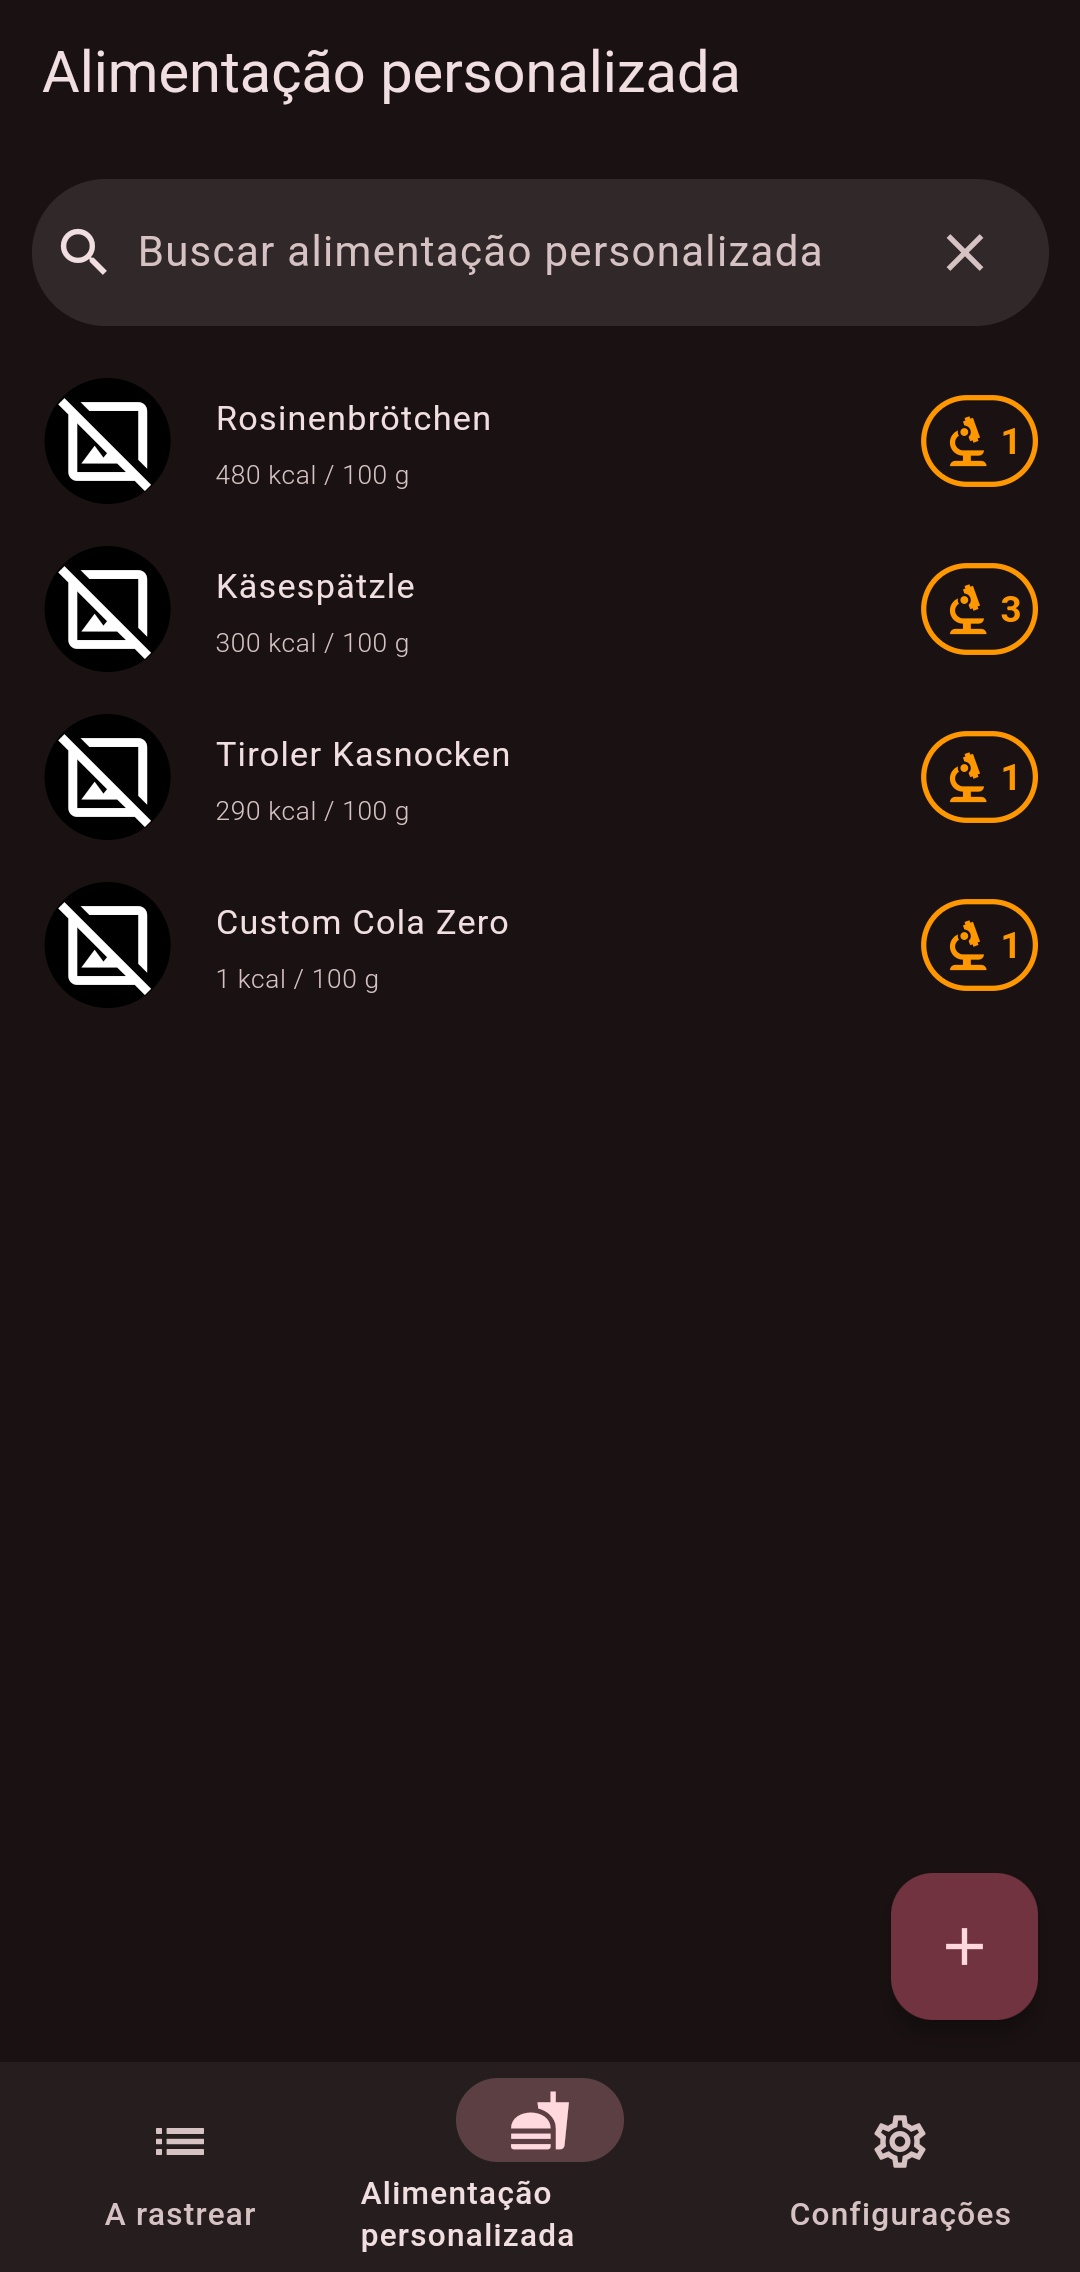 Alimentação personalizada
Buscar alimentação personalizada
Rosinenbrötchen
480 kcal / 100 g
1
Käsespätzle
300 kcal / 100 g
3
Tiroler Kasnocken
290 kcal / 100 g
1
Custom Cola Zero
1 kcal / 100 g
1
A rastrear
Alimentação
personalizada
Configurações